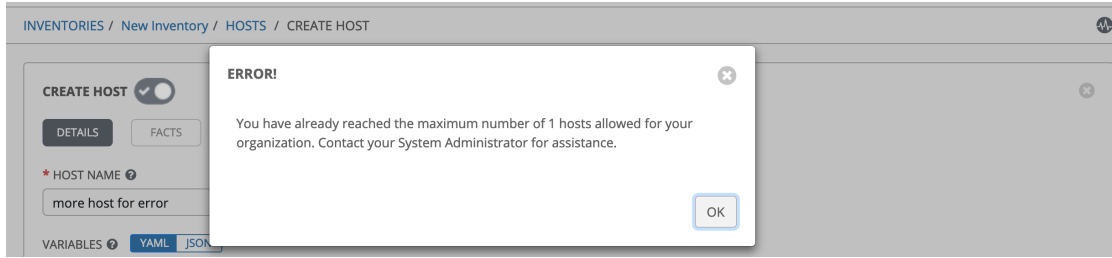 INVENTORIES / New Inventory / HOSTS / CREATE HOST
ERROR!
You have already reached the maximum number of 1 hosts allowed for your
organization. Contact your System Administrator for assistance.
OK
CREATE HOST
DETAILS FACTS
* HOST NAME
more host for error
VARIABLES YAML JSON